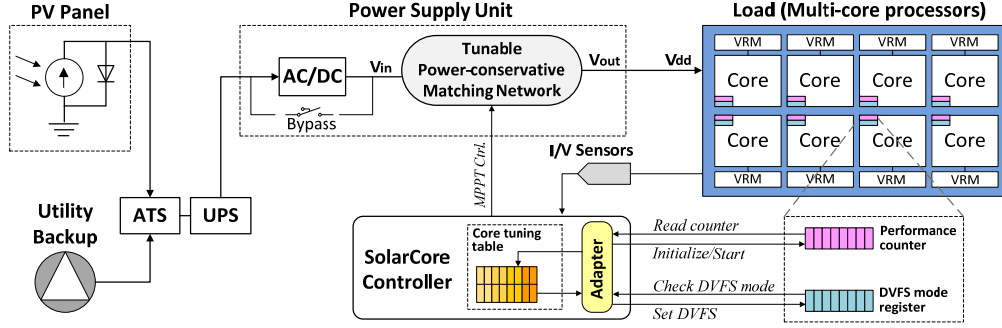 PV Panel
Power Supply Unit
Load (Multi-core processors)
AC/DC
Vin
Bypass
Tunable
Power-conservative
Matching Network
Vout
Vdd
VRM
VRM
VRM
VRM
Core
Core
Core
Core
Core
Core
Core
Core
VRM
VRM
VRM
VRM
MPPT Ctrl.
I/V Sensors
ATS
UPS
Utility
Backup
SolarCore
Controller
Core tuning
table
Adapter
Read counter
Initialize/Start
Check DVFS mode
Set DVFS
Performance
counter
DVFS mode
register